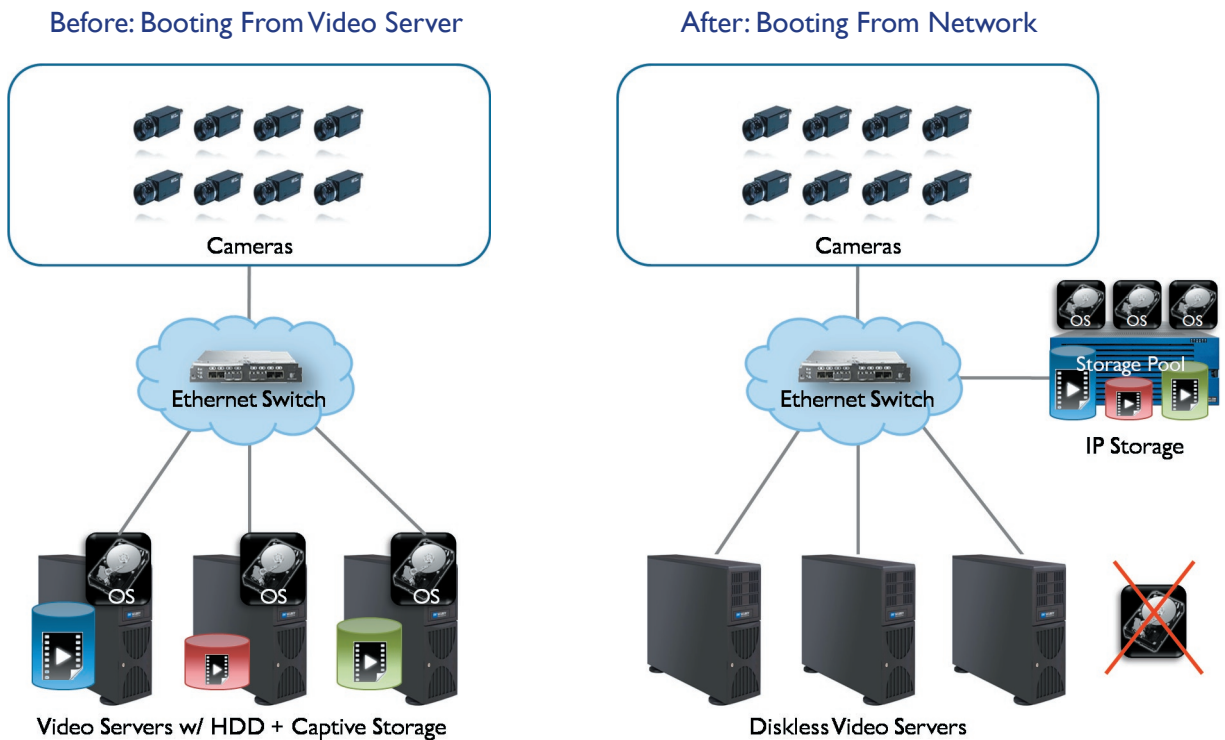 Before: Booting From Video Server
After: Booting From Network
Cameras
Cameras
Ethernet Switch
Ethernet Switch
OS
OS
OS
Storage Pool
IP Storage
OS
OS
OS
Video Servers w/ HDD + Captive Storage
Diskless Video Servers